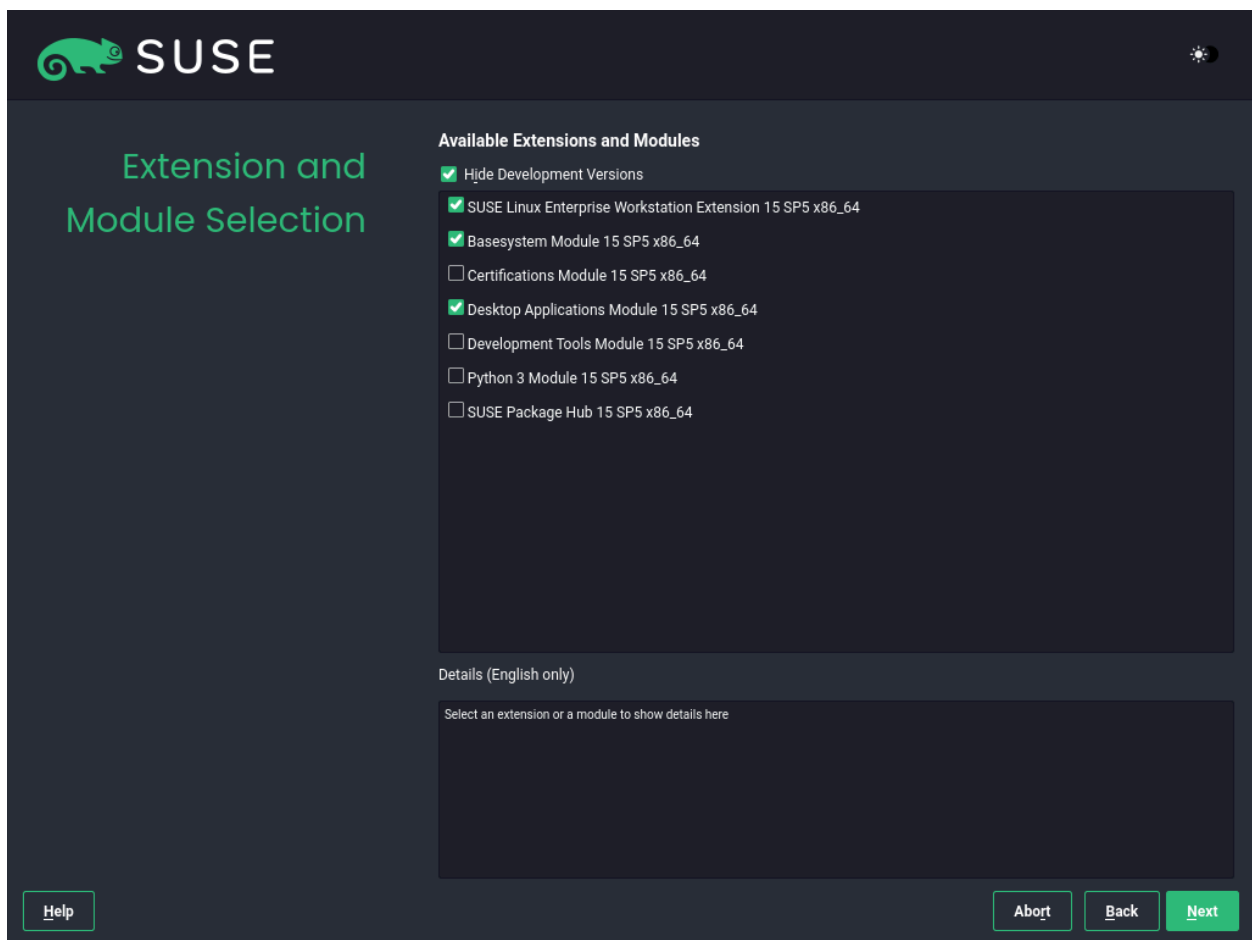 SUSE
Extension and
Module Selection
Available Extensions and Modules
Hide Development Versions
SUSE Linux Enterprise Workstation Extension 15 SP5 x86_64
Basesystem Module 15 SP5 x86_64
Certifications Module 15 SP5 x86_64
Desktop Applications Module 15 SP5 x86_64
Development Tools Module 15 SP5 x86_64
Python 3 Module 15 SP5 x86_64
SUSE Package Hub 15 SP5 x86_64
Details (English only)
Select an extension or a module to show details here
Help
Abort
Back
Next